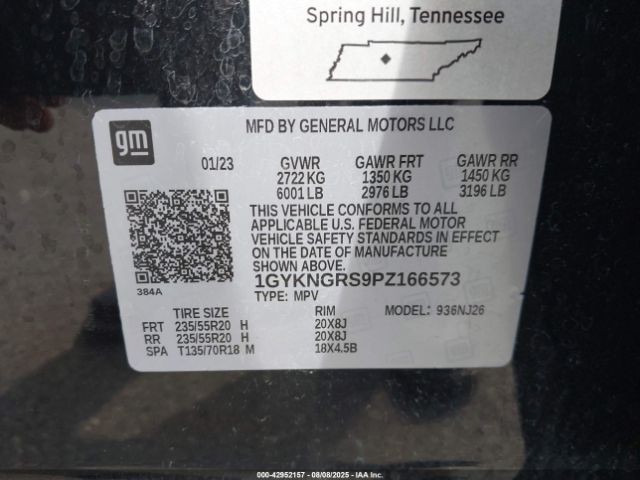 Spring Hill, Tennessee
gm
MFD BY GENERAL MOTORS LLC
01/23 GVWR GAWR FRT GAWR RR
2722 KG 1350 KG 1450 KG
6001 LB 2976 LB 3196 LB
THIS VEHICLE CONFORMS TO ALL
APPLICABLE U.S. FEDERAL MOTOR
VEHICLE SAFETY STANDARDS IN EFFECT
ON THE DATE OF MANUFACTURE
SHOWN ABOVE.
384A
1GYKNGRS9PZ166573
TYPE: MPV
TIRE SIZE RIM MODEL: 936NJ26
FRT 235/55R20 H 20X8J
RR 235/55R20 H 20X8J
SPA T135/70R18 M 18X4.5B
000-42952157 - 08/08/2025 - IAA Inc.